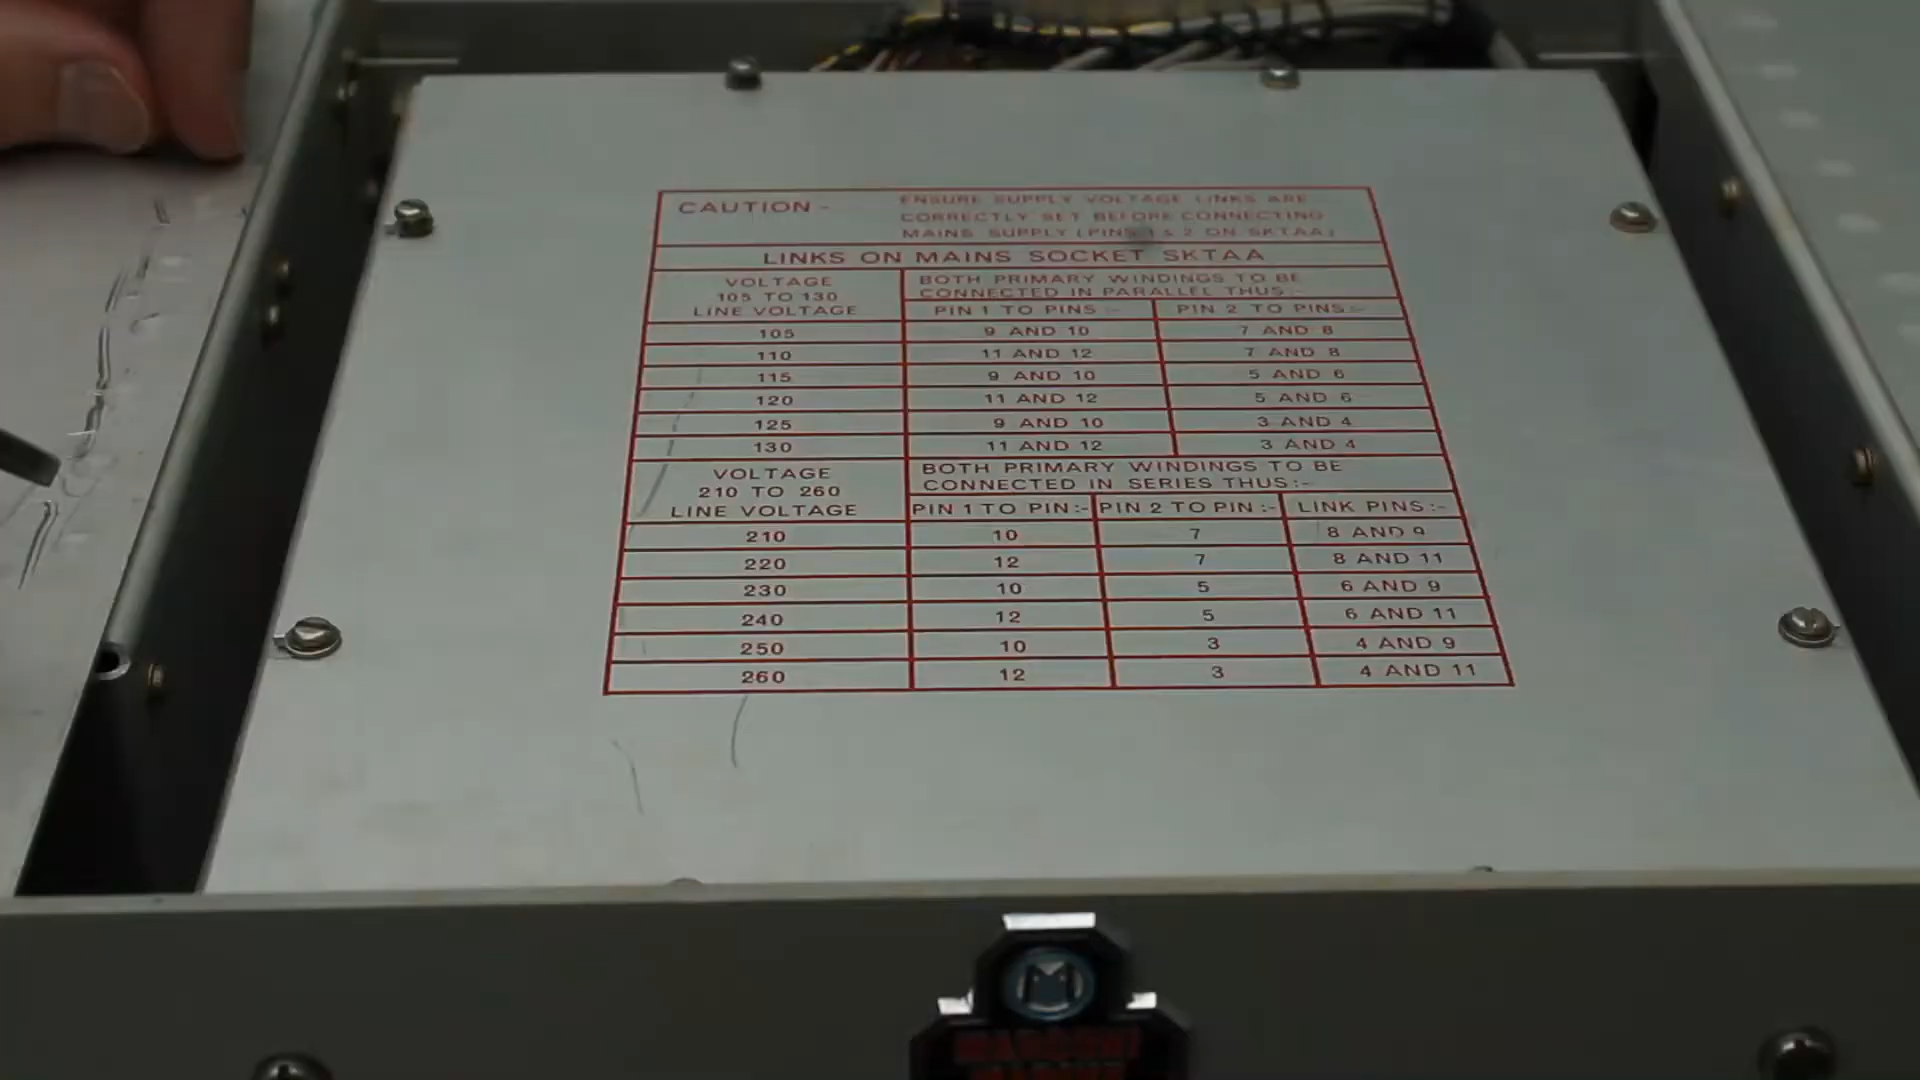 CAUTION -
ENSURE SUPPLY VOLTAGE LINKS ARE
CORRECTLY SET BEFORE CONNECTING
MAINS SUPPLY (PINS 1 & 2 ON SKTAA)
LINKS ON MAINS SOCKET SKTAA
VOLTAGE
105 TO 130
LINE VOLTAGE
BOTH PRIMARY WINDINGS TO BE
CONNECTED IN PARALLEL THUS:-
PIN 1 TO PINS :- PIN 2 TO PINS:-
105 9 AND 10 7 AND 8
110 11 AND 12 7 AND 8
115 9 AND 10 5 AND 6
120 11 AND 12 5 AND 6
125 9 AND 10 3 AND 4
130 11 AND 12 3 AND 4
VOLTAGE
210 TO 260
LINE VOLTAGE
BOTH PRIMARY WINDINGS TO BE
CONNECTED IN SERIES THUS:-
PIN 1 TO PIN:- PIN 2 TO PIN:- LINK PINS:-
210 10 7 8 AND 9
220 12 7 8 AND 11
230 10 5 6 AND 9
240 12 5 6 AND 11
250 10 3 4 AND 9
260 12 3 4 AND 11
M
MARCONI